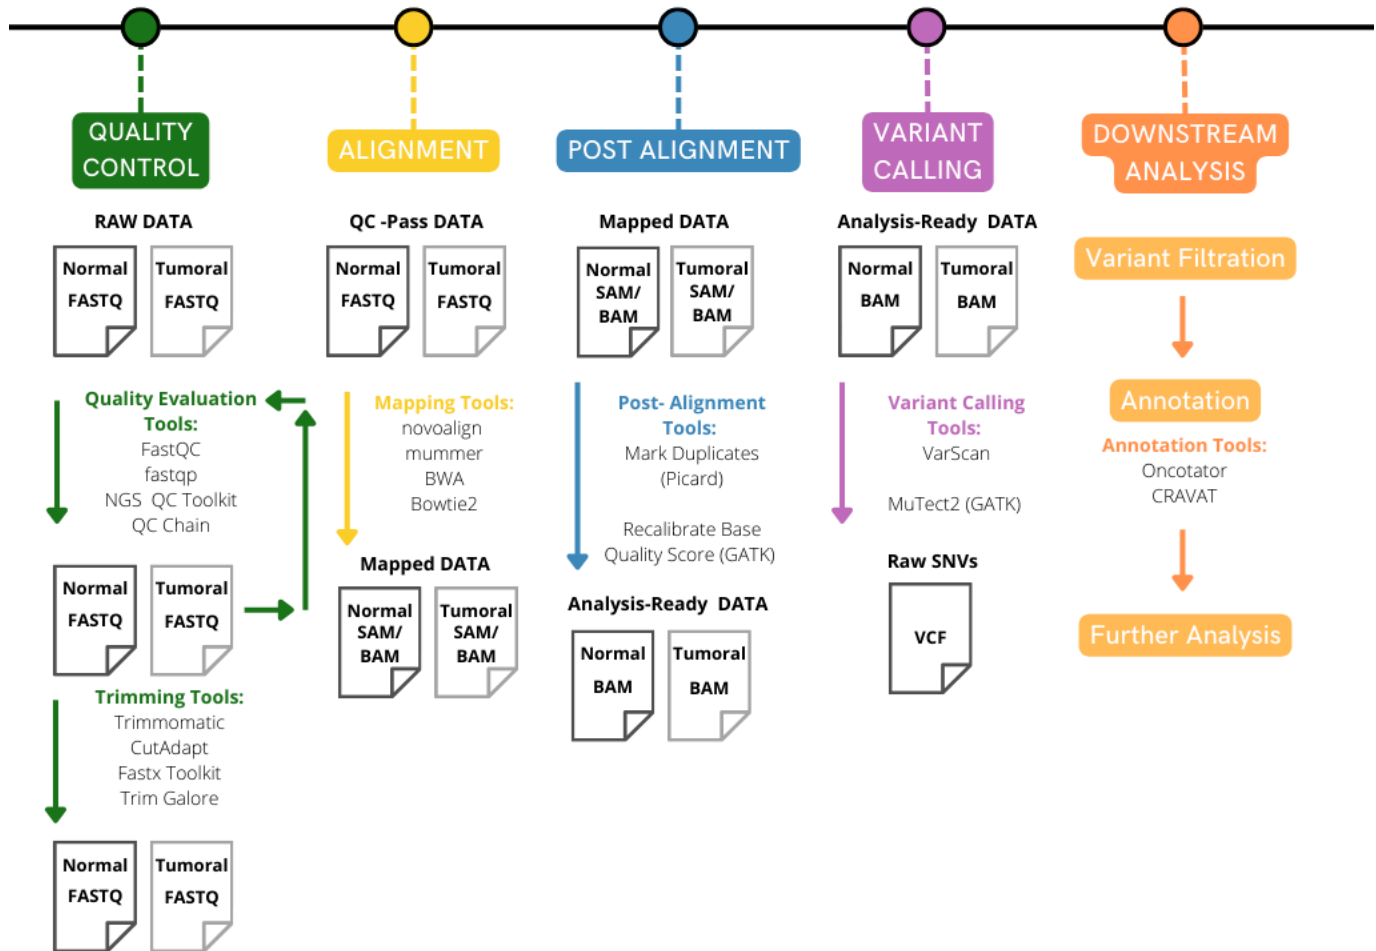 QUALITY
CONTROL
RAW DATA
Normal
FASTQ
Tumoral
FASTQ
Quality Evaluation
Tools:
FastQC
fastqp
NGS QC Toolkit
QC Chain
Normal
FASTQ
Tumoral
FASTQ
Trimming Tools:
Trimmomatic
CutAdapt
Fastx Toolkit
Trim Galore
Normal
FASTQ
Tumoral
FASTQ
ALIGNMENT
QC -Pass DATA
Normal
FASTQ
Tumoral
FASTQ
Mapping Tools:
novoalign
mummer
BWA
Bowtie2
Mapped DATA
Normal
SAM/
BAM
Tumoral
SAM/
BAM
POST ALIGNMENT
Mapped DATA
Normal
SAM/
BAM
Tumoral
SAM/
BAM
Post- Alignment
Tools:
Mark Duplicates
(Picard)
Recalibrate Base
Quality Score (GATK)
Analysis-Ready DATA
Normal
BAM
Tumoral
BAM
VARIANT
CALLING
Analysis-Ready DATA
Normal
BAM
Tumoral
BAM
Variant Calling
Tools:
VarScan
MuTect2 (GATK)
Raw SNVs
VCF
DOWNSTREAM
ANALYSIS
Variant Filtration
Annotation
Annotation Tools:
Oncotator
CRAVAT
Further Analysis